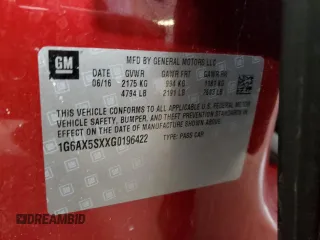 GM
MFD BY GENERAL MOTORS LLC
DATE GVWR GAWR FRT GAWR RR
06/16 2175 KG
4794 LB 2191 LB
THIS VEHICLE CONFORMS TO ALL APPLICABLE U.S. FEDERAL MOTOR
VEHICLE SAFETY, BUMPER, AND THEFT PREVENTION STANDARDS IN
EFFECT ON THE DATE OF MANUFACTURE SHOWN ABOVE.
1G6AX5SXXG0196422 TYPE: PASS CAR
DREAMBID